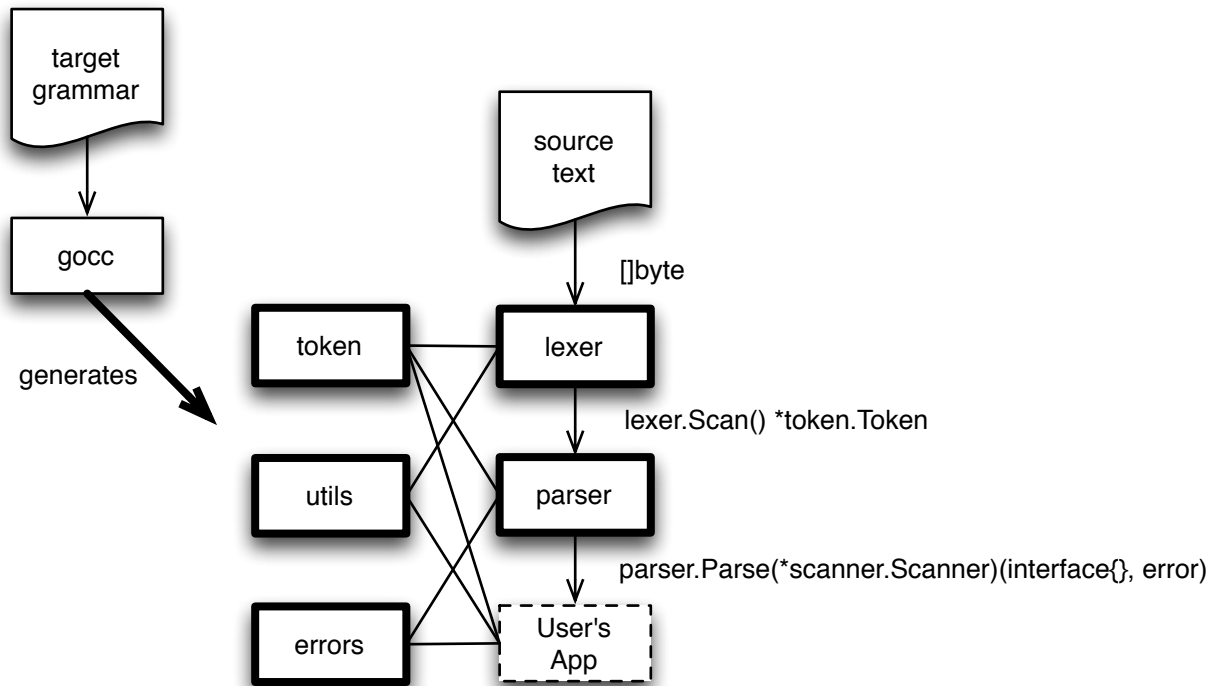 target
grammar
source
text
gocc
[]byte
token
lexer
generates
lexer.Scan() *token.Token
utils
parser
parser.Parse(*scanner.Scanner)(interface{}, error)
errors
User's
App